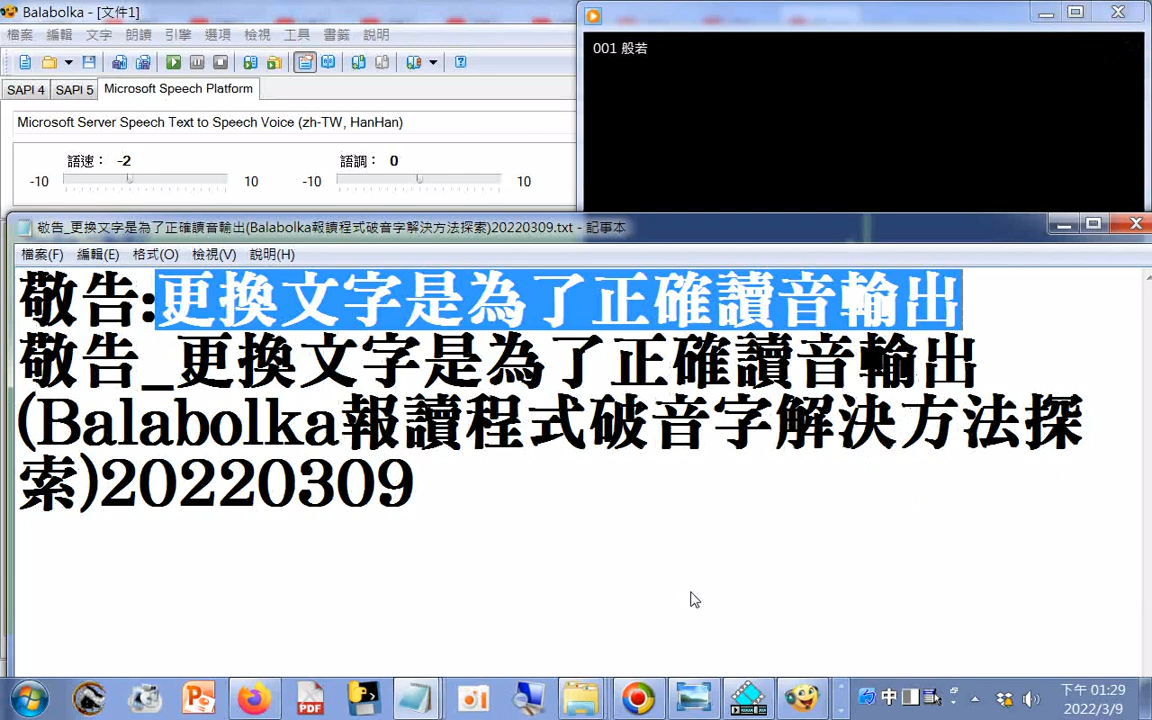 Balabolka - [文件1]
檔案 編輯 文字 朗讀 引擎 選項 檢視 工具 書籤 說明
SAPI 4 SAPI 5 Microsoft Speech Platform
Microsoft Server Speech Text to Speech Voice (zh-TW, HanHan)
語速： -2 語調： 0
-10 10 -10 10
001 般若
敬告_更換文字是為了正確讀音輸出(Balabolka報讀程式破音字解決方法探索)20220309.txt - 記事本
檔案(F) 編輯(E) 格式(O) 檢視(V) 說明(H)
敬告:更換文字是為了正確讀音輸出
敬告_更換文字是為了正確讀音輸出
(Balabolka報讀程式破音字解決方法探
索)20220309
中
下午 01:29
2022/3/9